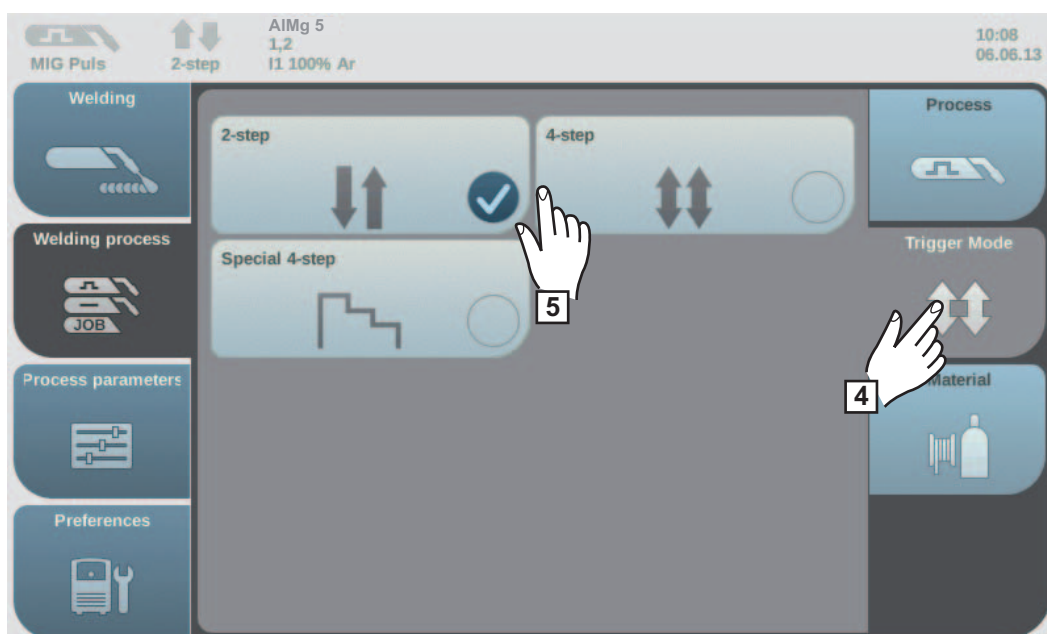 AlMg 5
1,2
I1 100% Ar
MIG Puls
2-step
10:08
06.06.13
Welding
Welding process
JOB
Process parameters
Preferences
2-step
4-step
Special 4-step
5
Process
Trigger Mode
4
Material